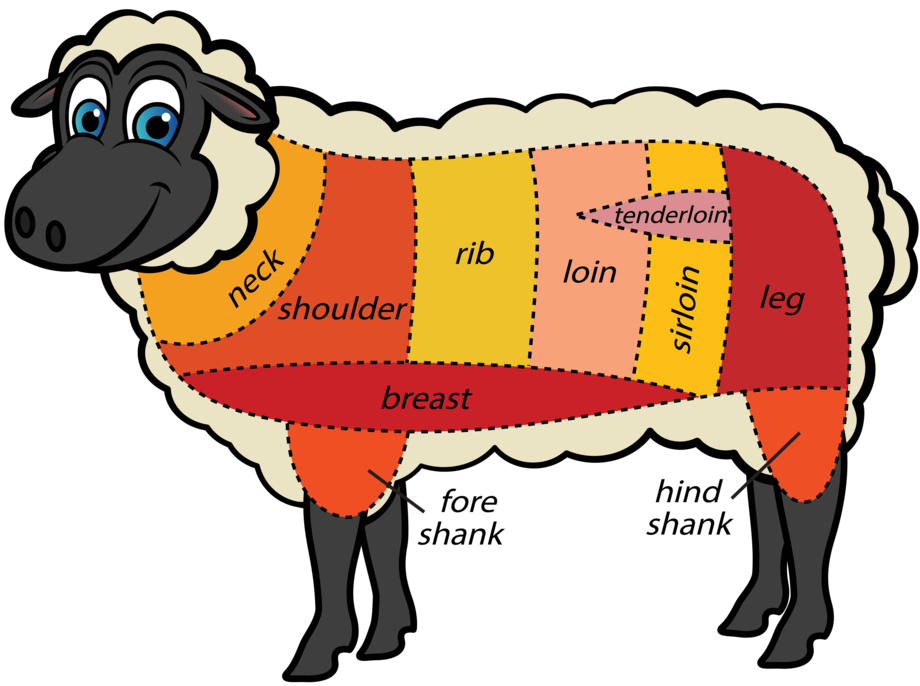 tenderloin
neck
shoulder
rib
loin
sirloin
leg
breast
fore
shank
hind
shank